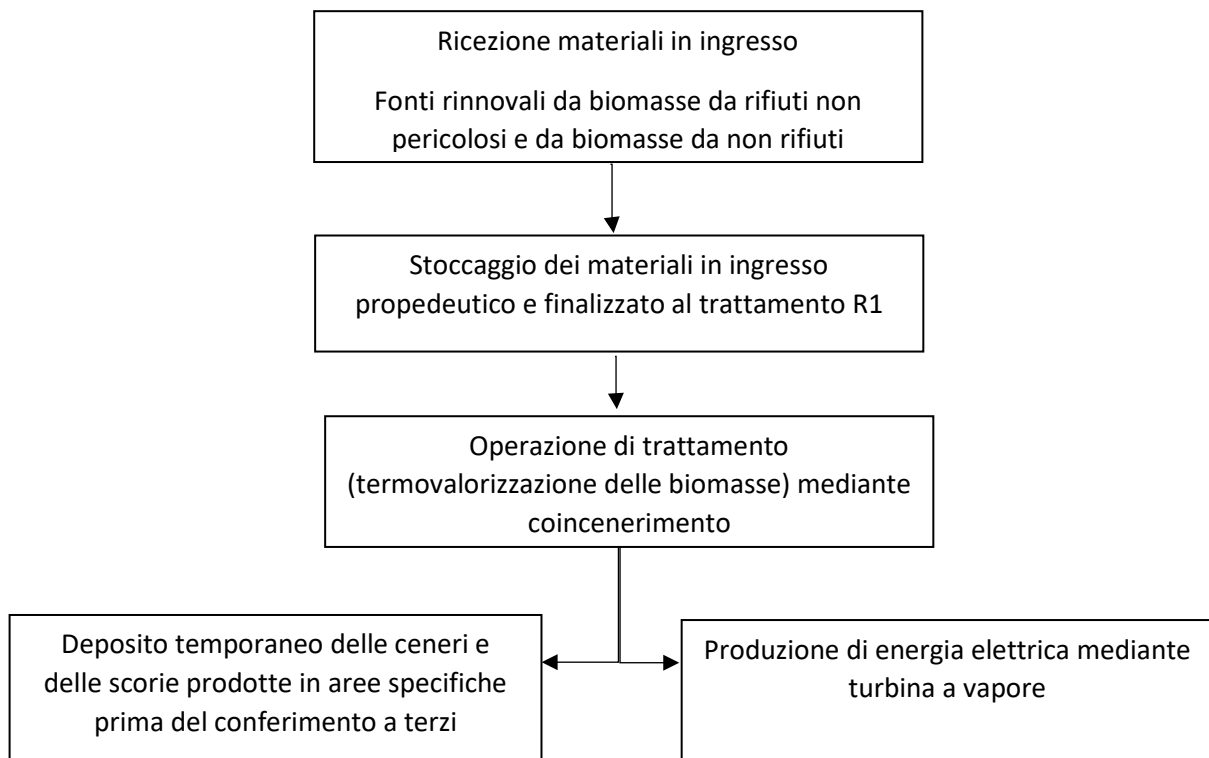 Ricezione materiali in ingresso
Fonti rinnovali da biomasse da rifiuti non
pericolosi e da biomasse da non rifiuti
Stoccaggio dei materiali in ingresso
propedeutico e finalizzato al trattamento R1
Operazione di trattamento
(termovalorizzazione delle biomasse) mediante
coincenerimento
Deposito temporaneo delle ceneri e
delle scorie prodotte in aree specifiche
prima del conferimento a terzi
Produzione di energia elettrica mediante
turbina a vapore